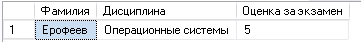 Фамилия Дисциплина Оценка за экзамен
1 Ерофеев Операционные системы 5